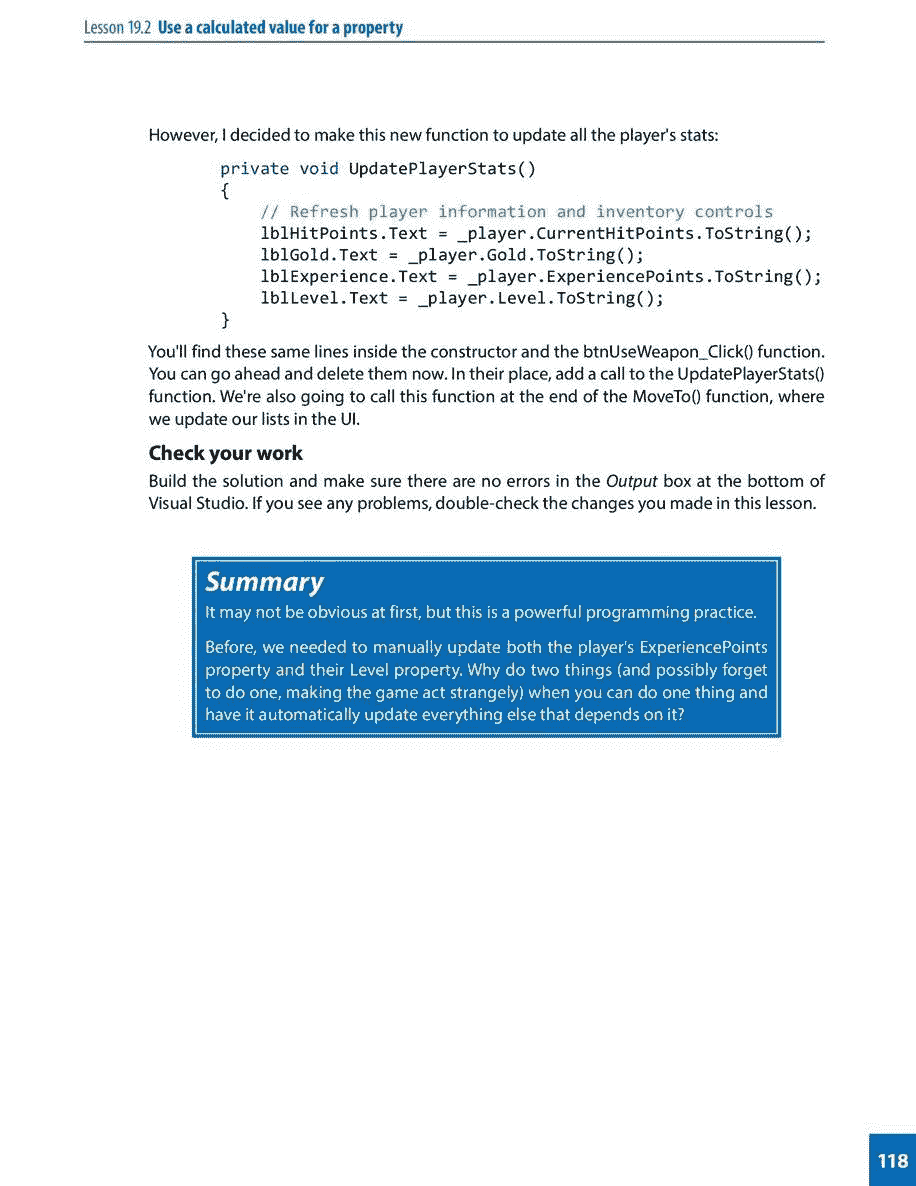 Lesson 19.2 Use a calculated value for a property
However, I decided to make this new function to update all the player's stats:
private void UpdatePlayerStats()
{
// Refresh player information and inventory controls
lblHitPoints.Text = _player.CurrentHitPoints.ToString();
lblGold.Text = _player.Gold.ToString();
lblExperience.Text = _player.ExperiencePoints.ToString();
lblLevel.Text = _player.Level.ToString();
}
You'll find these same lines inside the constructor and the btnUseWeapon_Click() function.
You can go ahead and delete them now. In their place, add a call to the UpdatePlayerStats()
function. We're also going to call this function at the end of the MoveTo() function, where
we update our lists in the UI.
Check your work
Build the solution and make sure there are no errors in the Output box at the bottom of
Visual Studio. If you see any problems, double-check the changes you made in this lesson.
Summary
It may not be obvious at first, but this is a powerful programming practice.
Before, we needed to manually update both the player's ExperiencePoints
property and their Level property. Why do two things (and possibly forget
to do one, making the game act strangely) when you can do one thing and
have it automatically update everything else that depends on it?
118